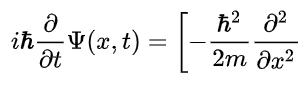 iℏ ∂/∂t Ψ(x, t) = [ − ℏ²/2m ∂²/∂x²